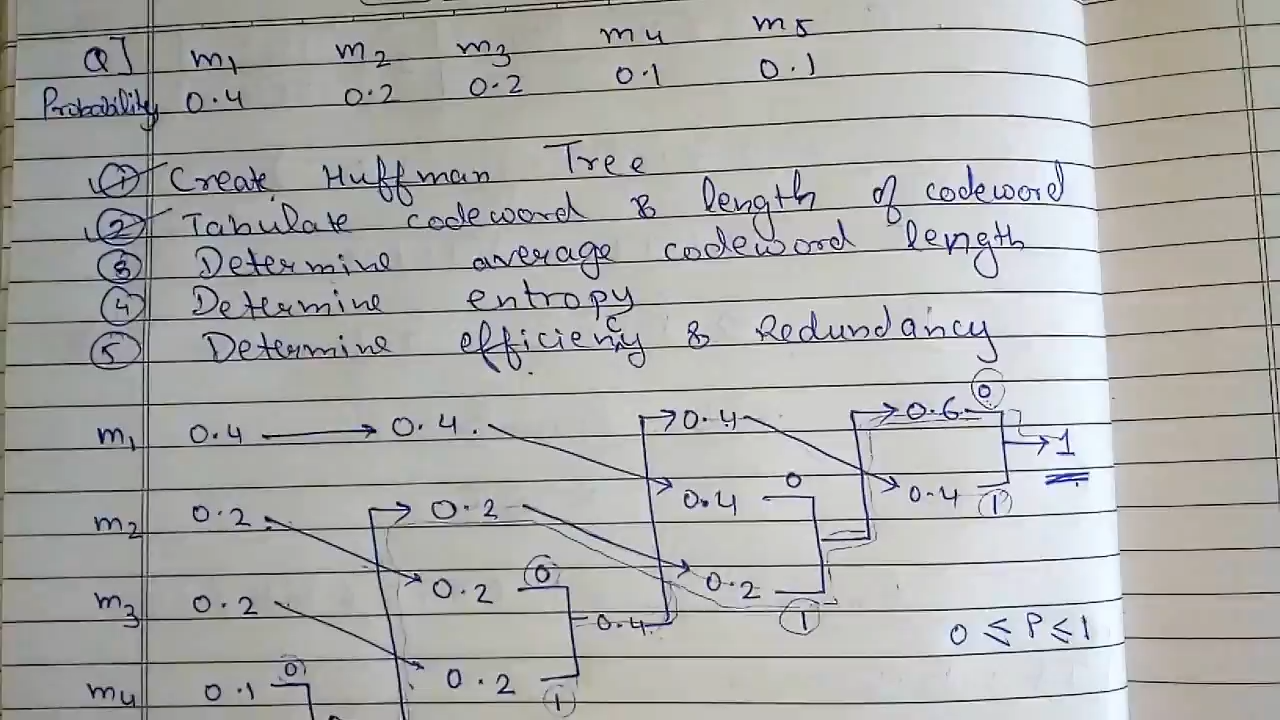 Q] m1 m2 m3 m4 m5
Probability 0.4 0.2 0.2 0.1 0.1
① Create Huffman Tree
② Tabulate codeword & length of codeword
③ Determine average codeword length
④ Determine entropy
⑤ Determine efficiency & Redundancy
0
m1 0.4 → 0.4 → 0.4 → 0.6 → 1
0.4 0 0.4 1
m2 0.2 → 0.2
0.2 0 0.2 1
m3 0.2 0.4 0 ≤ P ≤ 1
0
m4 0.1 0.2 1